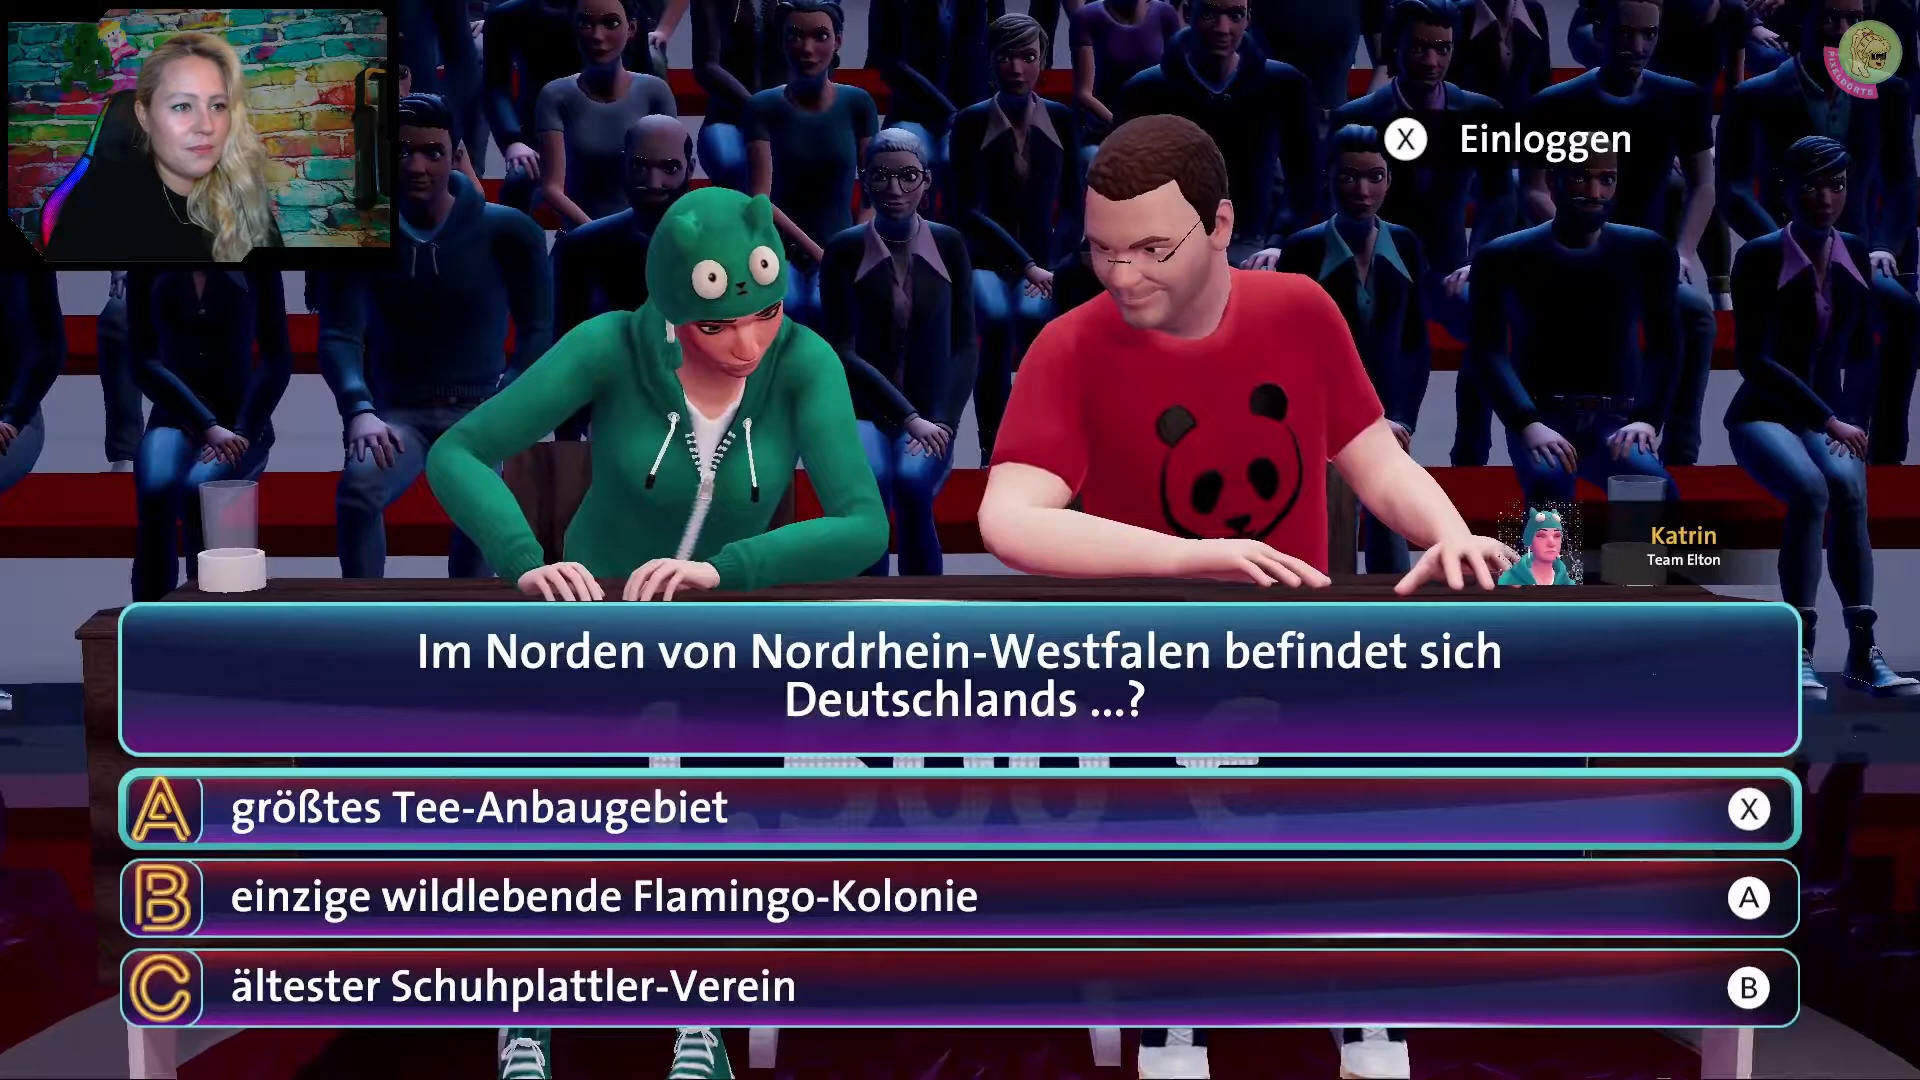 PIXELDÖRTE
X Einloggen
Katrin
Team Elton
Im Norden von Nordrhein-Westfalen befindet sich
Deutschlands ...?
A größtes Tee-Anbaugebiet X
B einzige wildlebende Flamingo-Kolonie A
C ältester Schuhplattler-Verein B